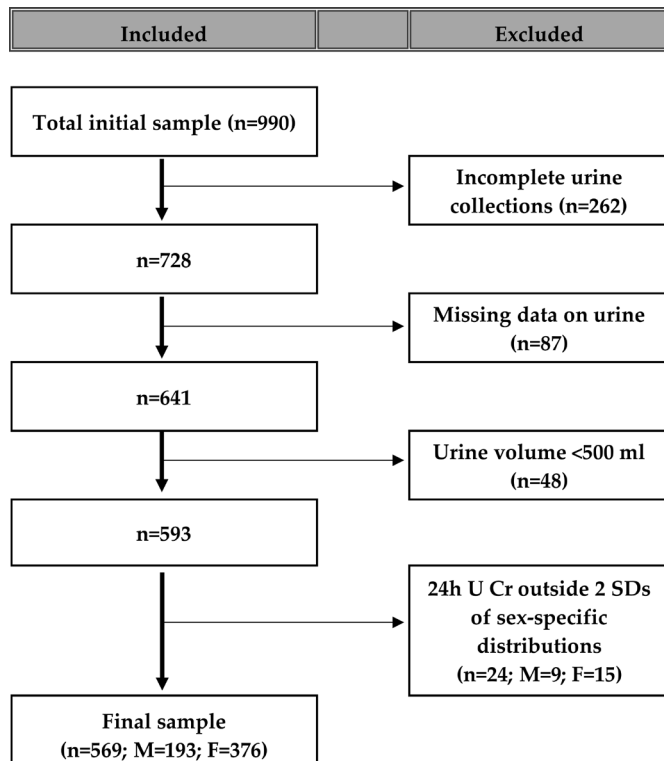 Included
Excluded
Total initial sample (n=990)
Incomplete urine
collections (n=262)
n=728
Missing data on urine
(n=87)
n=641
Urine volume <500 ml
(n=48)
n=593
24h U Cr outside 2 SDs
of sex-specific
distributions
(n=24; M=9; F=15)
Final sample
(n=569; M=193; F=376)